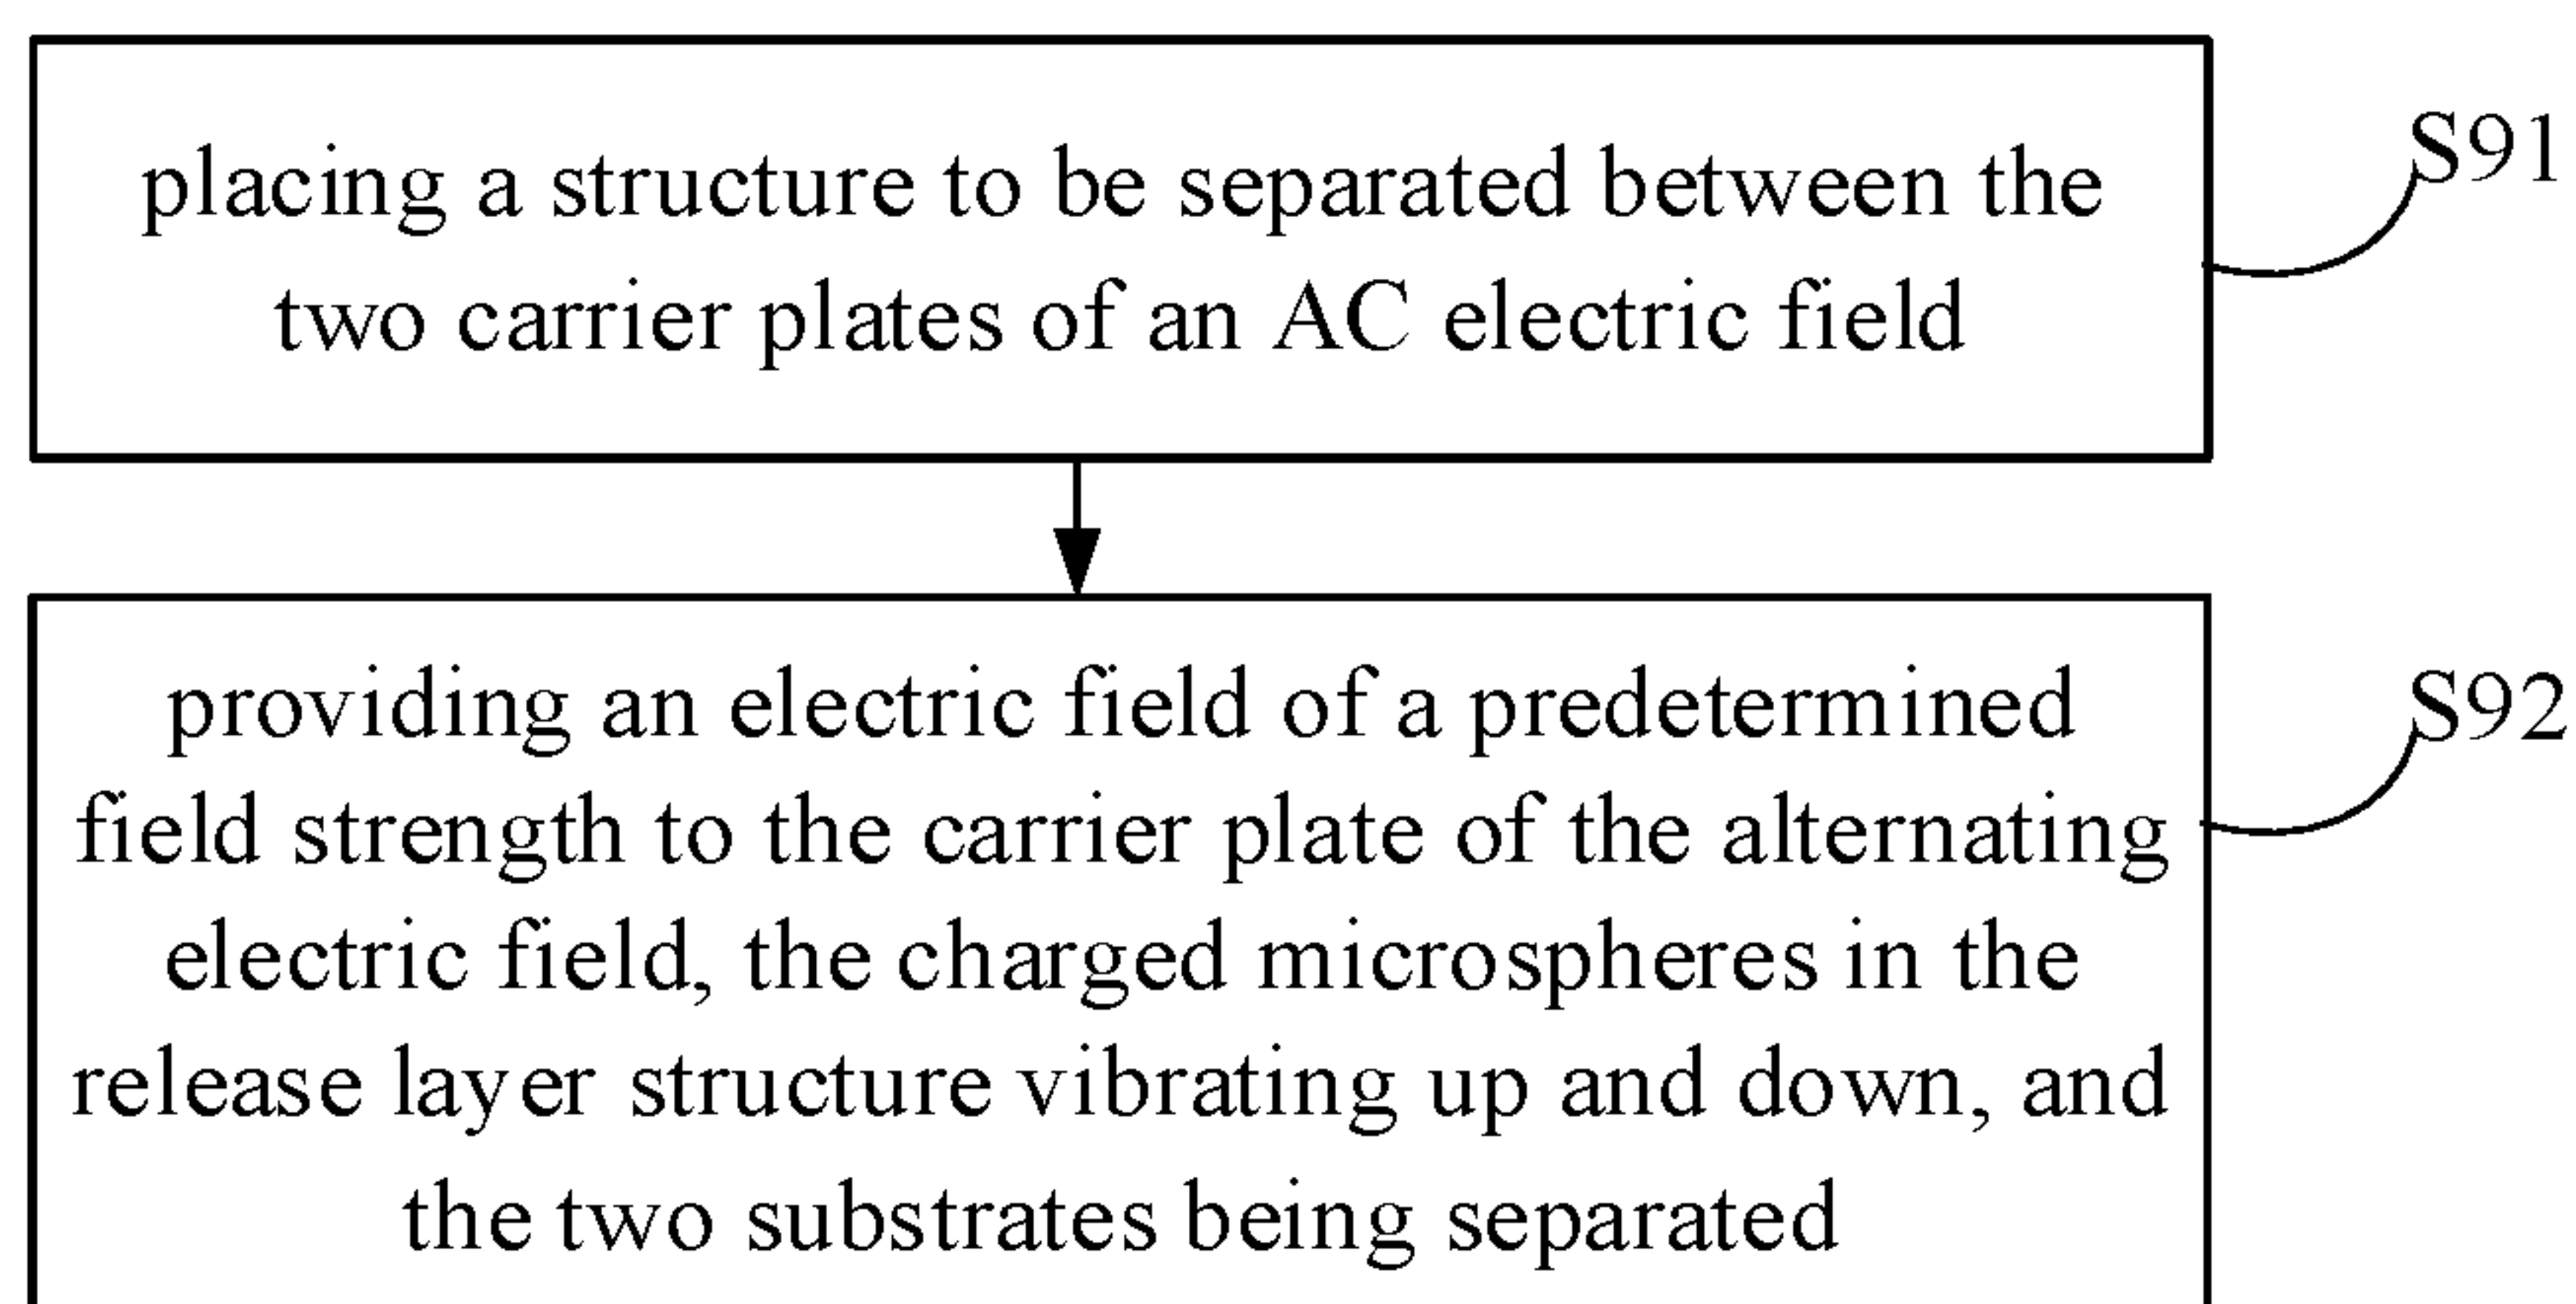 placing a structure to be separated between the
two carrier plates of an AC electric field
S91
providing an electric field of a predetermined
field strength to the carrier plate of the alternating
electric field, the charged microspheres in the
release layer structure vibrating up and down, and
the two substrates being separated
S92